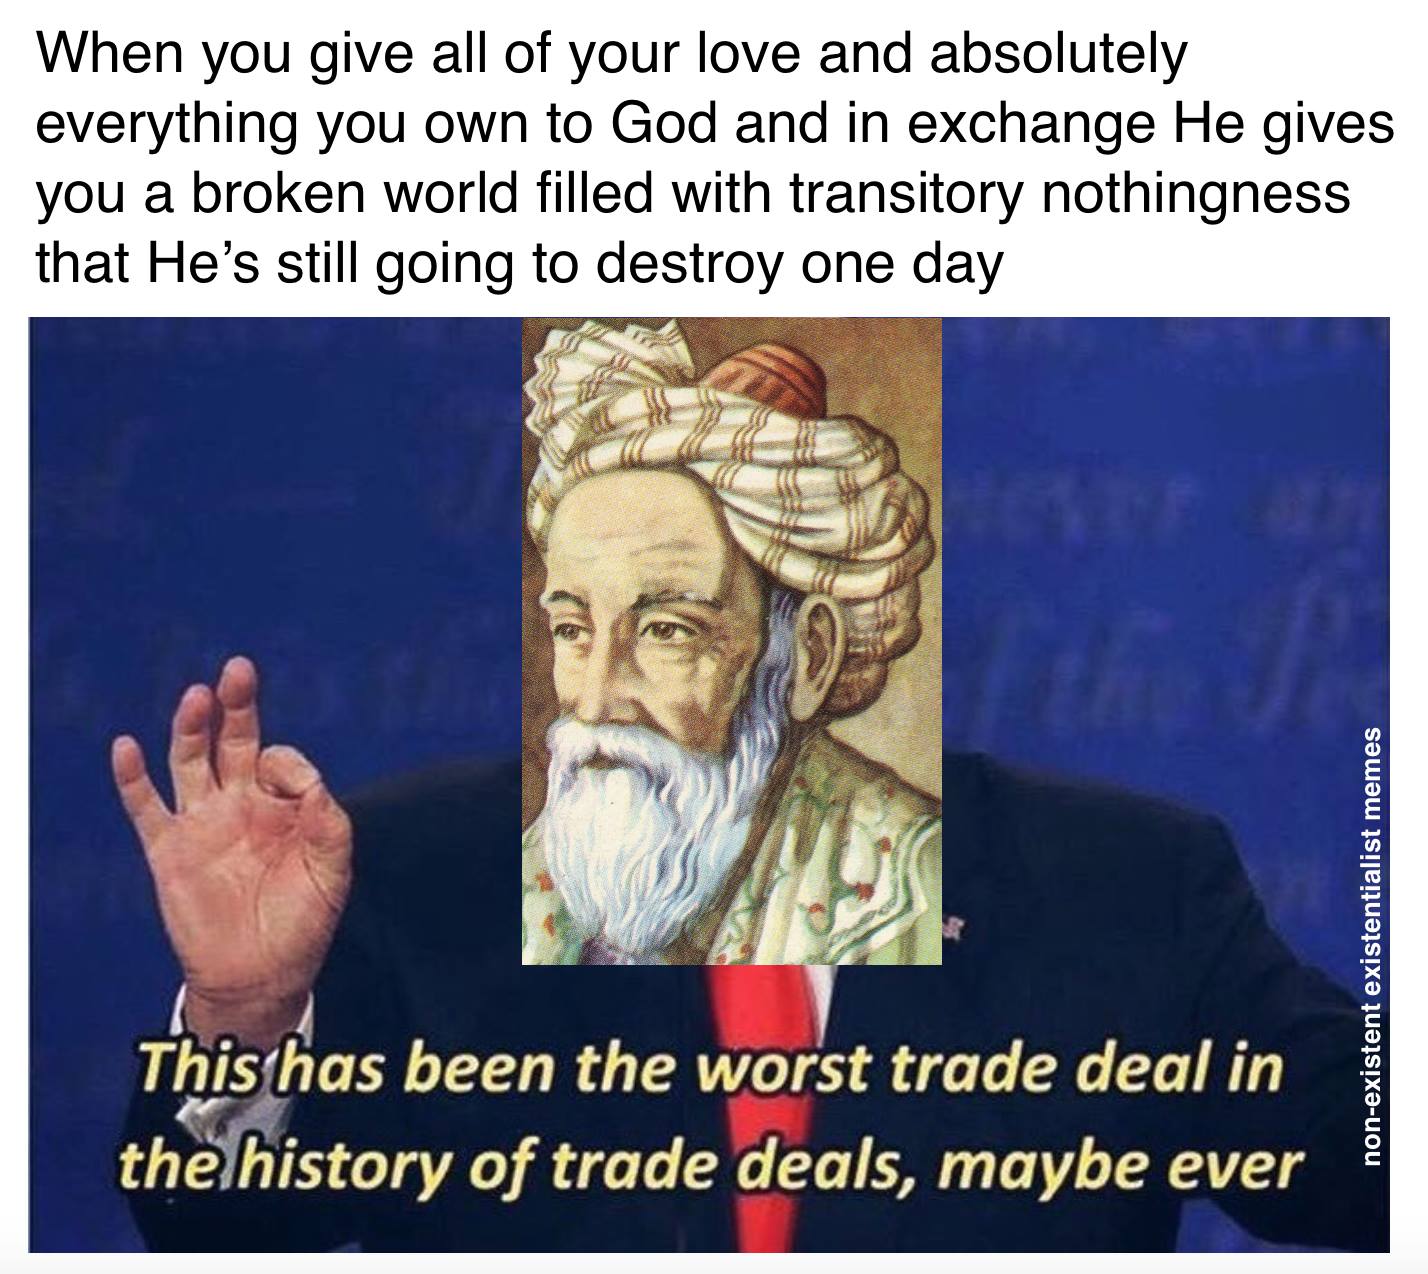 When you give all of your love and absolutely
everything you own to God and in exchange He gives
you a broken world filled with transitory nothingness
that He’s still going to destroy one day
This has been the worst trade deal in
the history of trade deals, maybe ever
non-existent existentialist memes